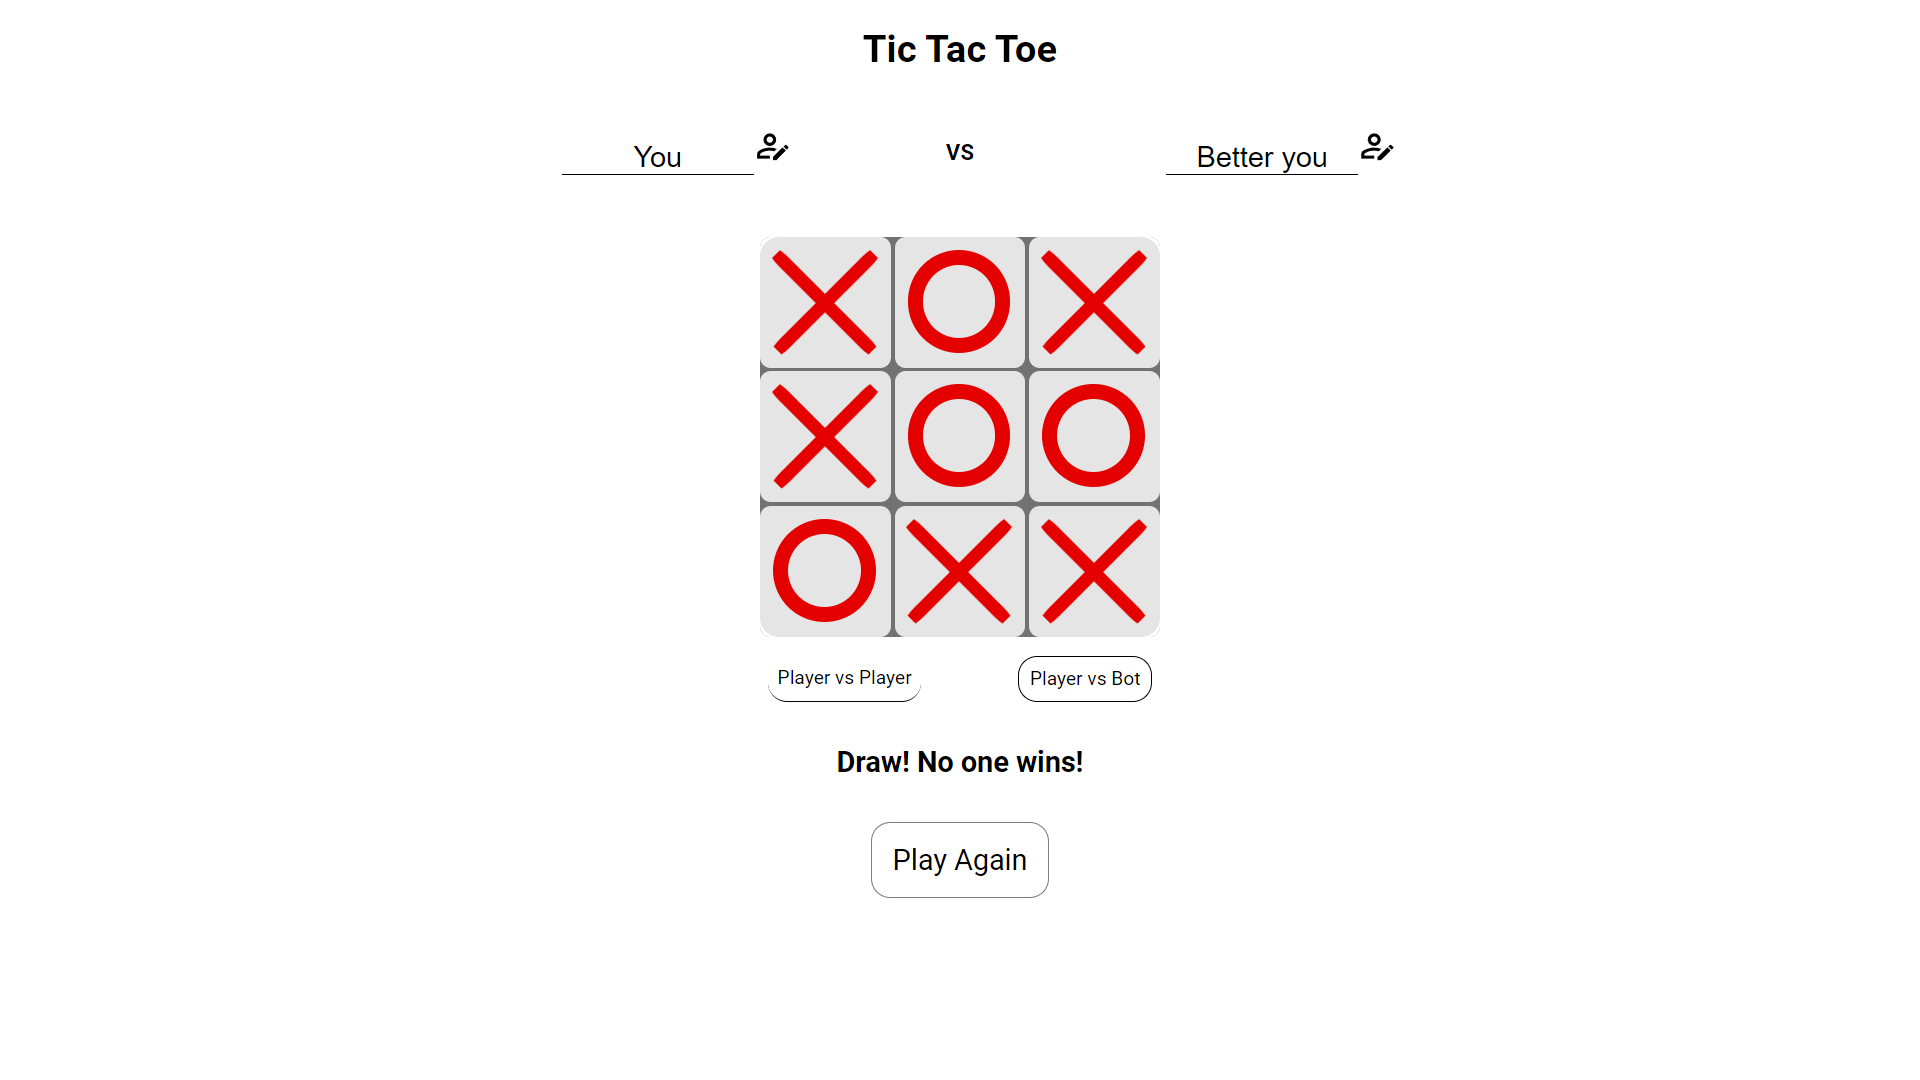 Tic Tac Toe
You VS Better you
Player vs Player Player vs Bot
Draw! No one wins!
Play Again